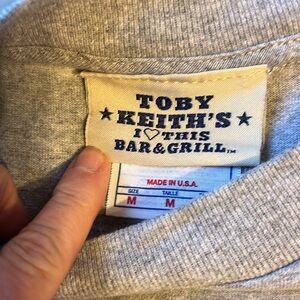 TOBY
★ KEITH'S ★
I ♡ THIS
BAR & GRILL™
MADE IN U.S.A.
SIZE TAILLE
M M